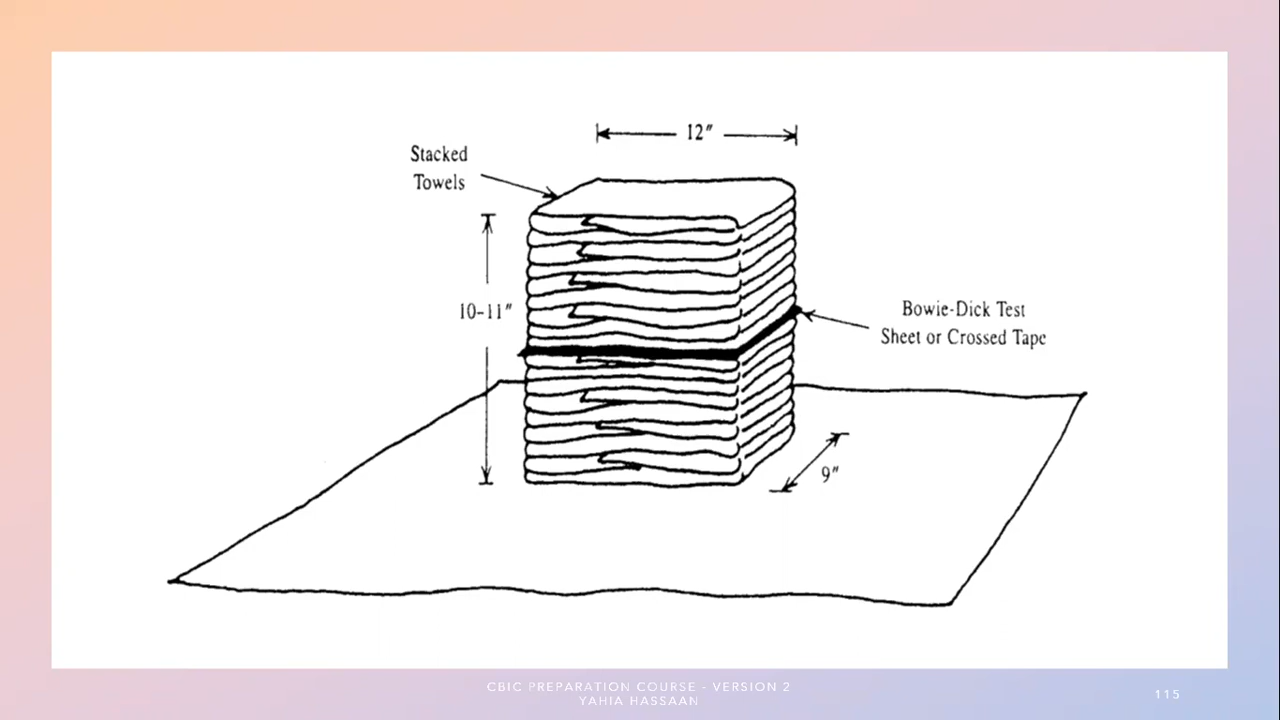 12″
Stacked
Towels
10–11″
Bowie-Dick Test
Sheet or Crossed Tape
9″
CBIC PREPARATION COURSE - VERSION 2
YAHIA HASSAAN
115